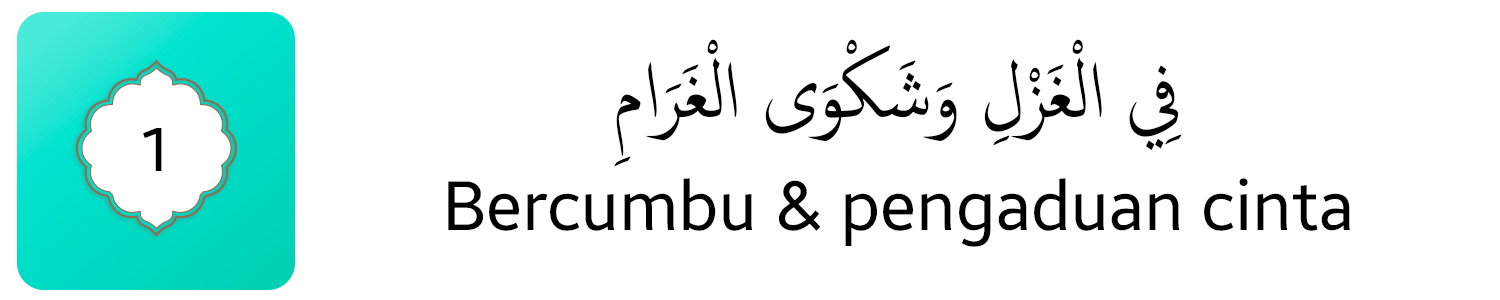 1
فِي الْغَزْلِ وَشَكْوَى الْغَرَامِ
Bercumbu & pengaduan cinta